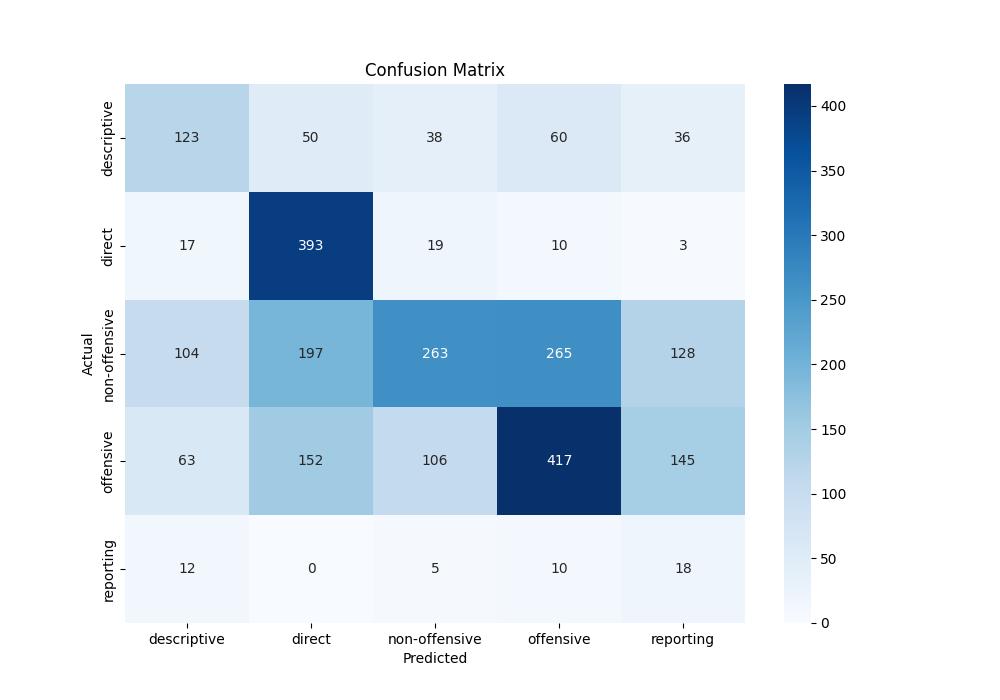 Confusion Matrix
Actual
descriptive 123 50 38 60 36
direct 17 393 19 10 3
non-offensive 104 197 263 265 128
offensive 63 152 106 417 145
reporting 12 0 5 10 18
descriptive direct non-offensive offensive reporting
Predicted
400
350
300
250
200
150
100
50
0